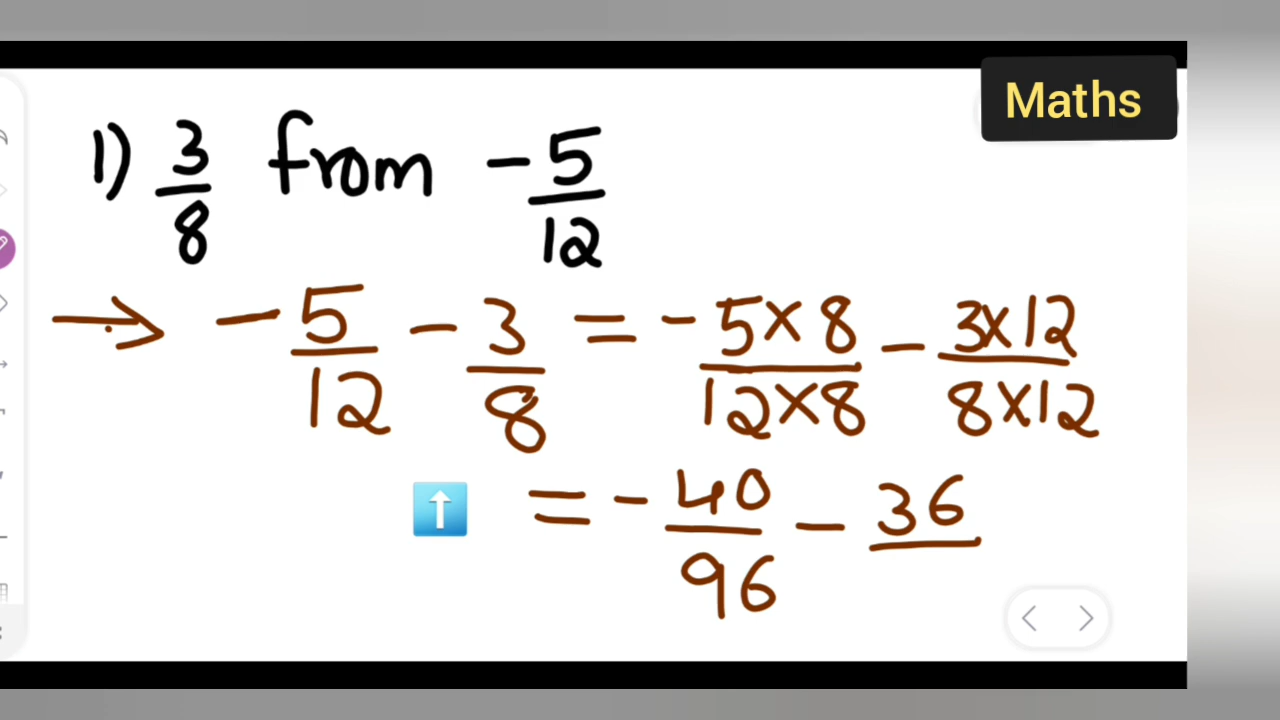 Maths
1) 3/8 from -5/12
→ -5/12 - 3/8 = -5×8/12×8 - 3×12/8×12
= -40/96 - 36/